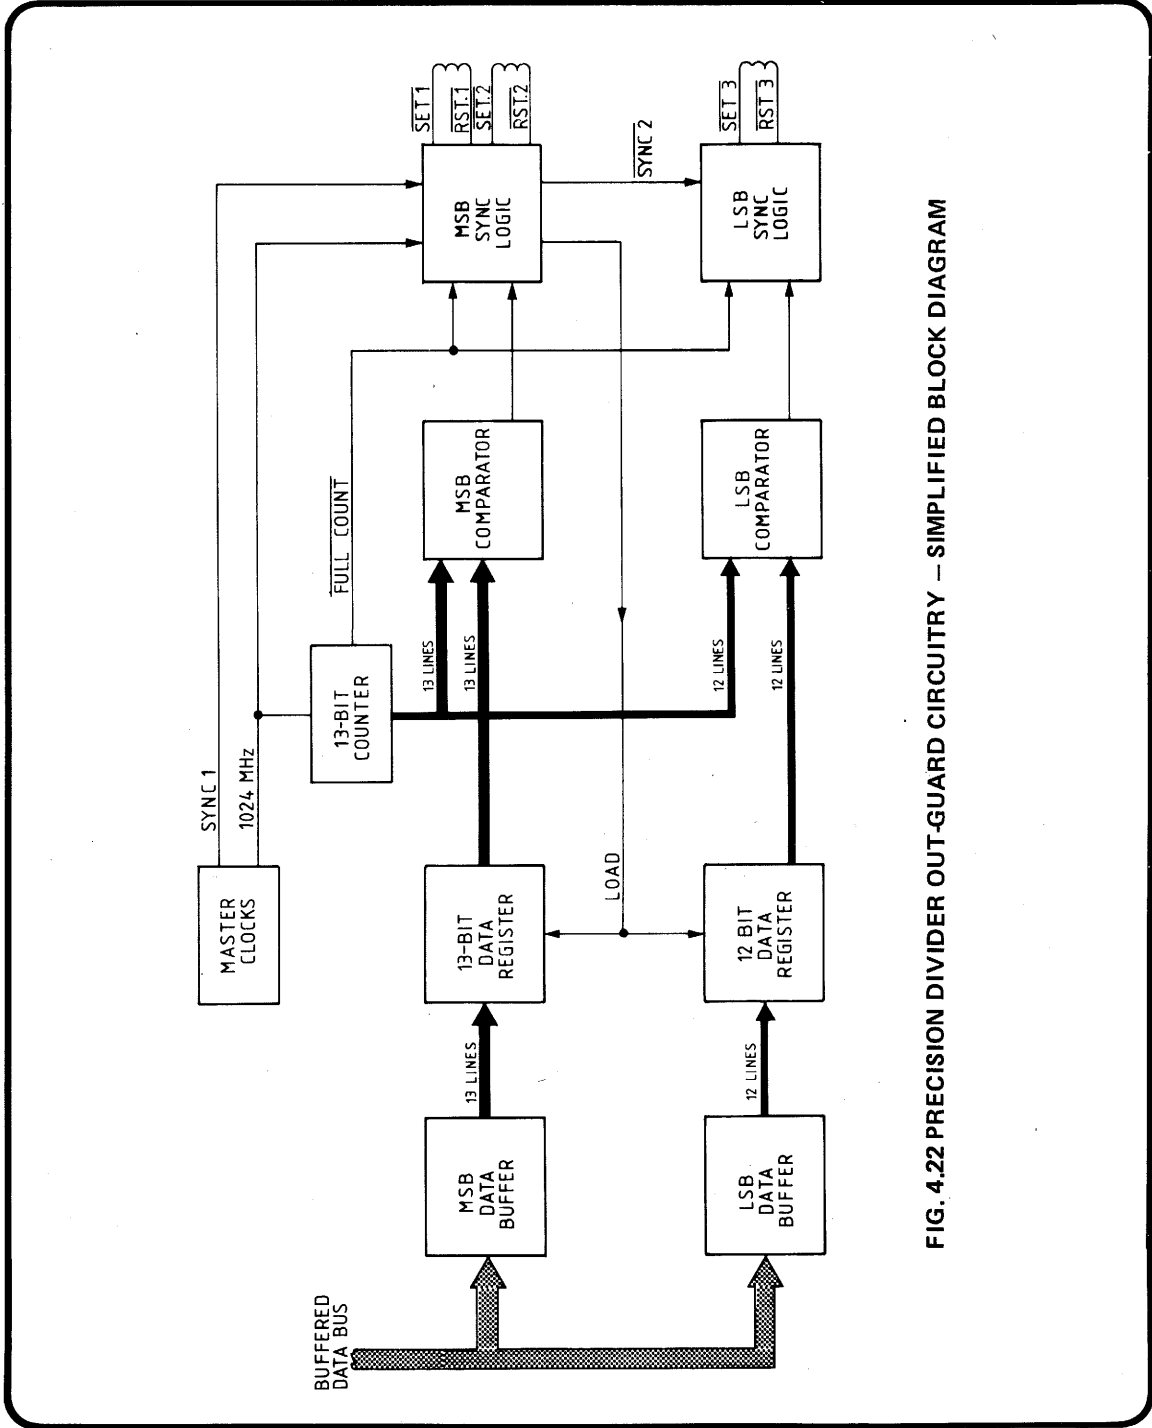 BUFFERED
DATA BUS
MSB
DATA
BUFFER
LSB
DATA
BUFFER
13 LINES
12 LINES
MASTER
CLOCKS
SYNC 1
1024 MHz
13-BIT
DATA
REGISTER
12 BIT
DATA
REGISTER
LOAD
13-BIT
COUNTER
FULL COUNT
13 LINES
13 LINES
12 LINES
12 LINES
MSB
COMPARATOR
LSB
COMPARATOR
MSB
SYNC
LOGIC
LSB
SYNC
LOGIC
SYNC 2
SET 1
RST.1
SET.2
RST.2
SET 3
RST 3
FIG. 4.22 PRECISION DIVIDER OUT-GUARD CIRCUITRY – SIMPLIFIED BLOCK DIAGRAM